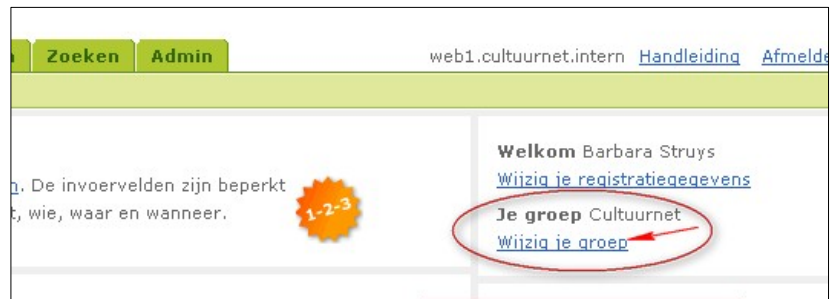 Zoeken Admin web1.cultuurnet.intern Handleiding Afmelde
Welkom Barbara Struys
n. De invoervelden zijn beperkt Wijzig je registratiegegevens
t, wie, waar en wanneer. 1-2-3 Je groep Cultuurnet
Wijzig je groep